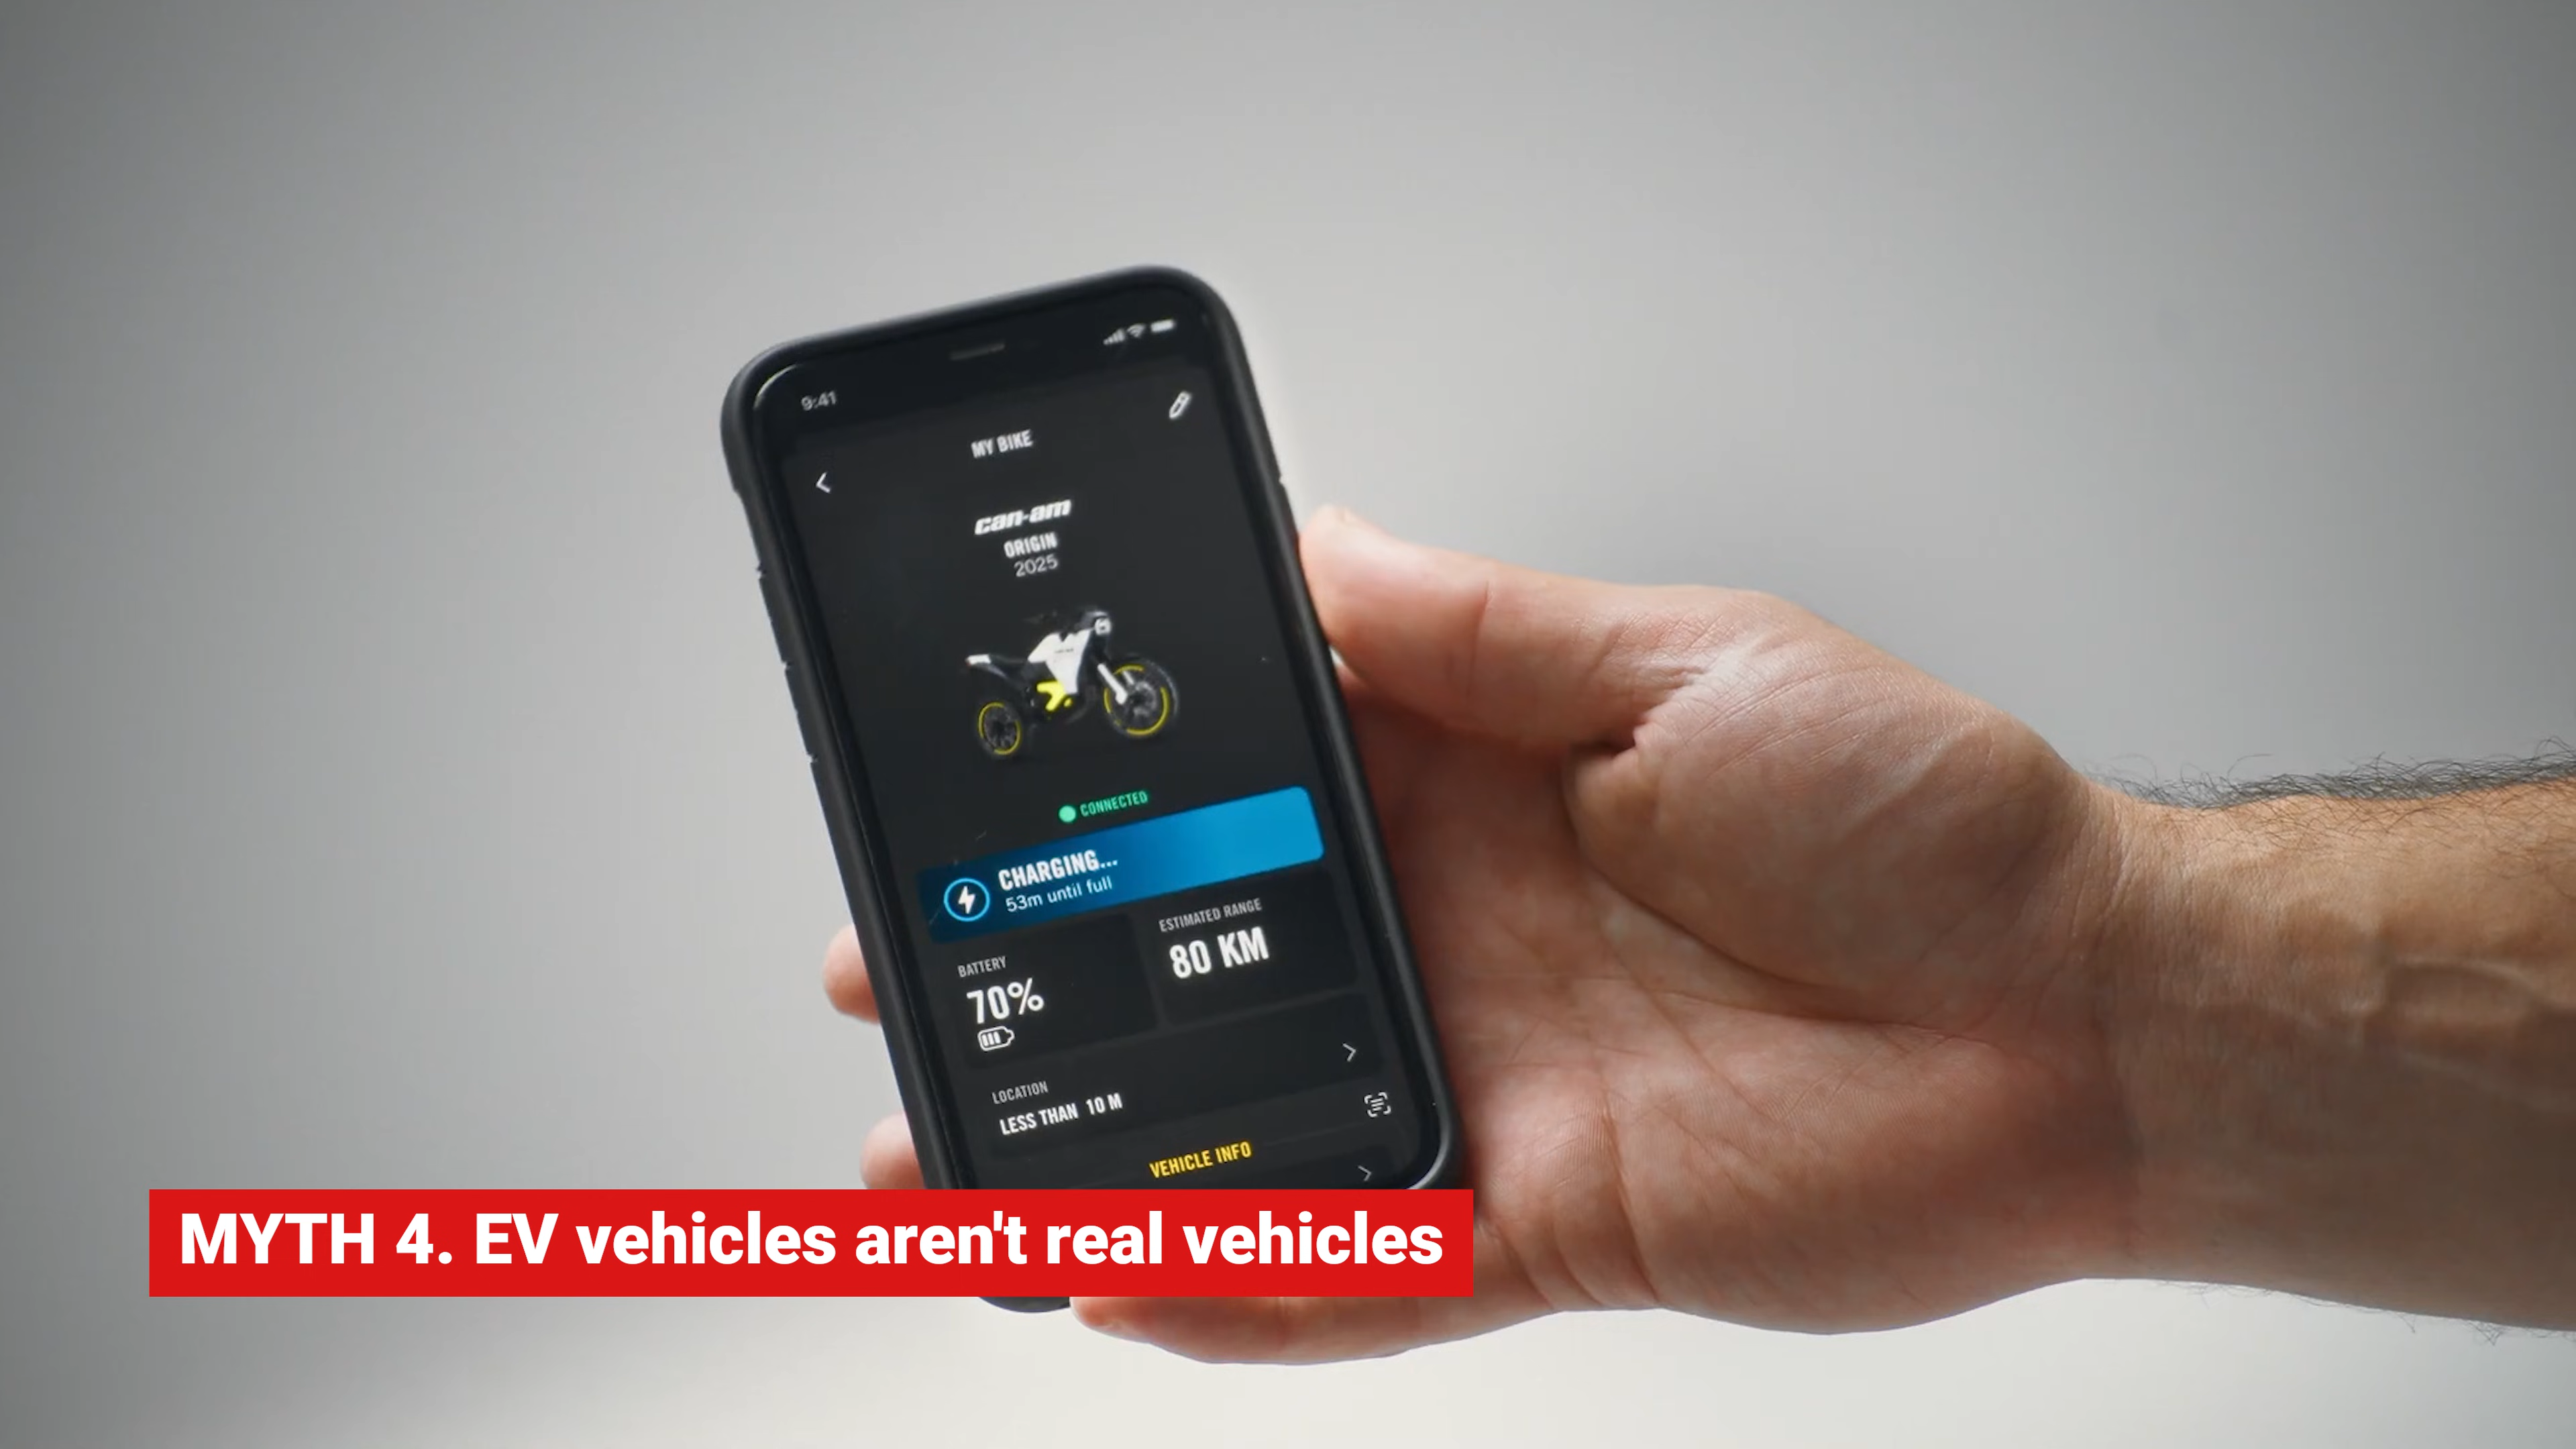 9:41
MY BIKE
can-am
ORIGIN
2025
CONNECTED
CHARGING...
53m until full
BATTERY
70%
ESTIMATED RANGE
80 KM
LOCATION
LESS THAN 10 M
VEHICLE INFO
MYTH 4. EV vehicles aren't real vehicles